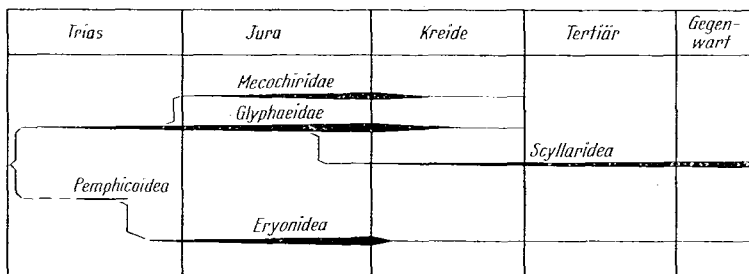 Trias
Jura
Kreide
Tertiär
Gegen-
wart
Mecochiridae
Glyphaeidae
Scyllaridea
Pemphicoidea
Eryonidea